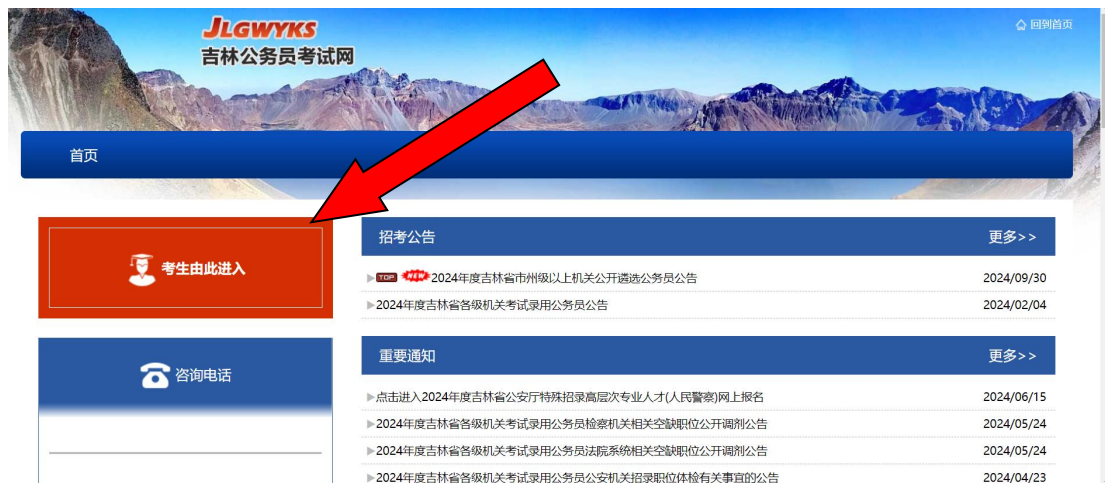 JLGWYKS
吉林公务员考试网
回到首页
首页
考生由此进入
咨询电话
招考公告 更多>>
TOP NEW 2024年度吉林省市州级以上机关公开遴选公务员公告 2024/09/30
2024年度吉林省各级机关考试录用公务员公告 2024/02/04
重要通知 更多>>
点击进入2024年度吉林省公安厅特殊招录高层次专业人才(人民警察)网上报名 2024/06/15
2024年度吉林省各级机关考试录用公务员检察机关相关空缺职位公开调剂公告 2024/05/24
2024年度吉林省各级机关考试录用公务员法院系统相关空缺职位公开调剂公告 2024/05/24
2024年度吉林省各级机关考试录用公务员公安机关招录职位体检有关事宜的公告 2024/04/23